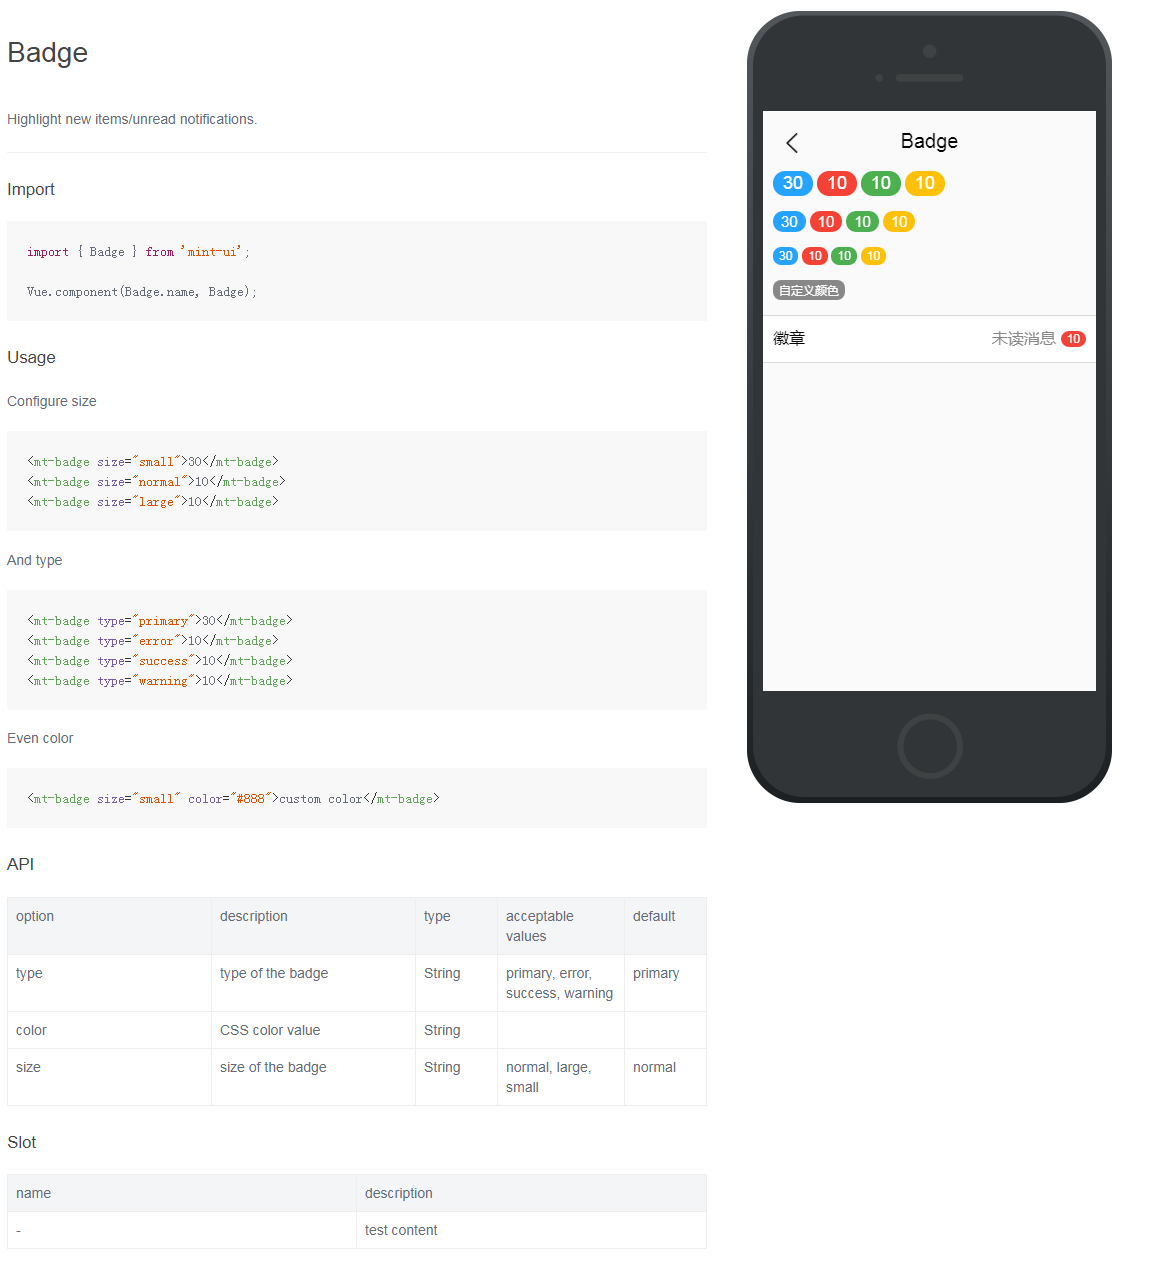 Badge
Highlight new items/unread notifications.
Import
import { Badge } from 'mint-ui';
Vue.component(Badge.name, Badge);
Usage
Configure size
<mt-badge size="small">30</mt-badge>
<mt-badge size="normal">10</mt-badge>
<mt-badge size="large">10</mt-badge>
And type
<mt-badge type="primary">30</mt-badge>
<mt-badge type="error">10</mt-badge>
<mt-badge type="success">10</mt-badge>
<mt-badge type="warning">10</mt-badge>
Even color
<mt-badge size="small" color="#888">custom color</mt-badge>
API
option description type acceptable values default
type type of the badge String primary, error, success, warning primary
color CSS color value String
size size of the badge String normal, large, small normal
Slot
name description
- test content
Badge
30 10 10 10
30 10 10 10
30 10 10 10
自定义颜色
徽章 未读消息 10